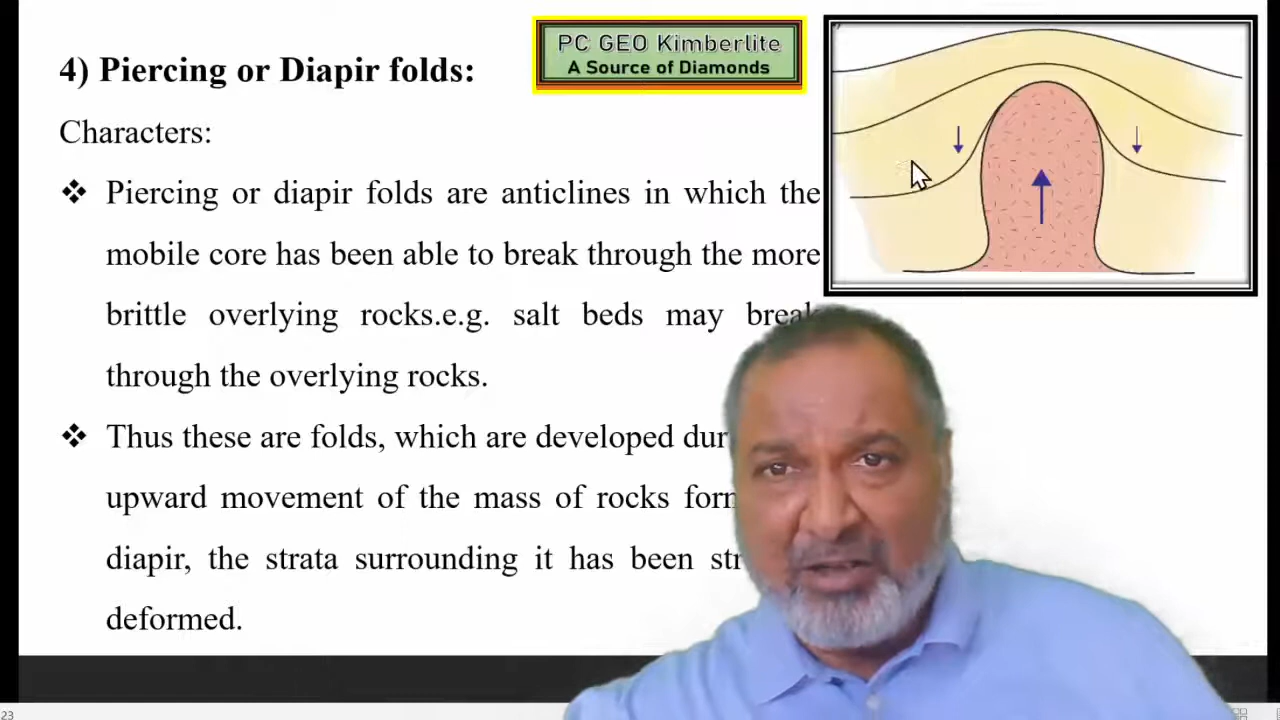 PC GEO Kimberlite
A Source of Diamonds
4) Piercing or Diapir folds:
Characters:
❖ Piercing or diapir folds are anticlines in which the
mobile core has been able to break through the more
brittle overlying rocks.e.g. salt beds may break
through the overlying rocks.
❖ Thus these are folds, which are developed
upward movement of the mass of rocks
diapir, the strata surrounding it has been
deformed.
23